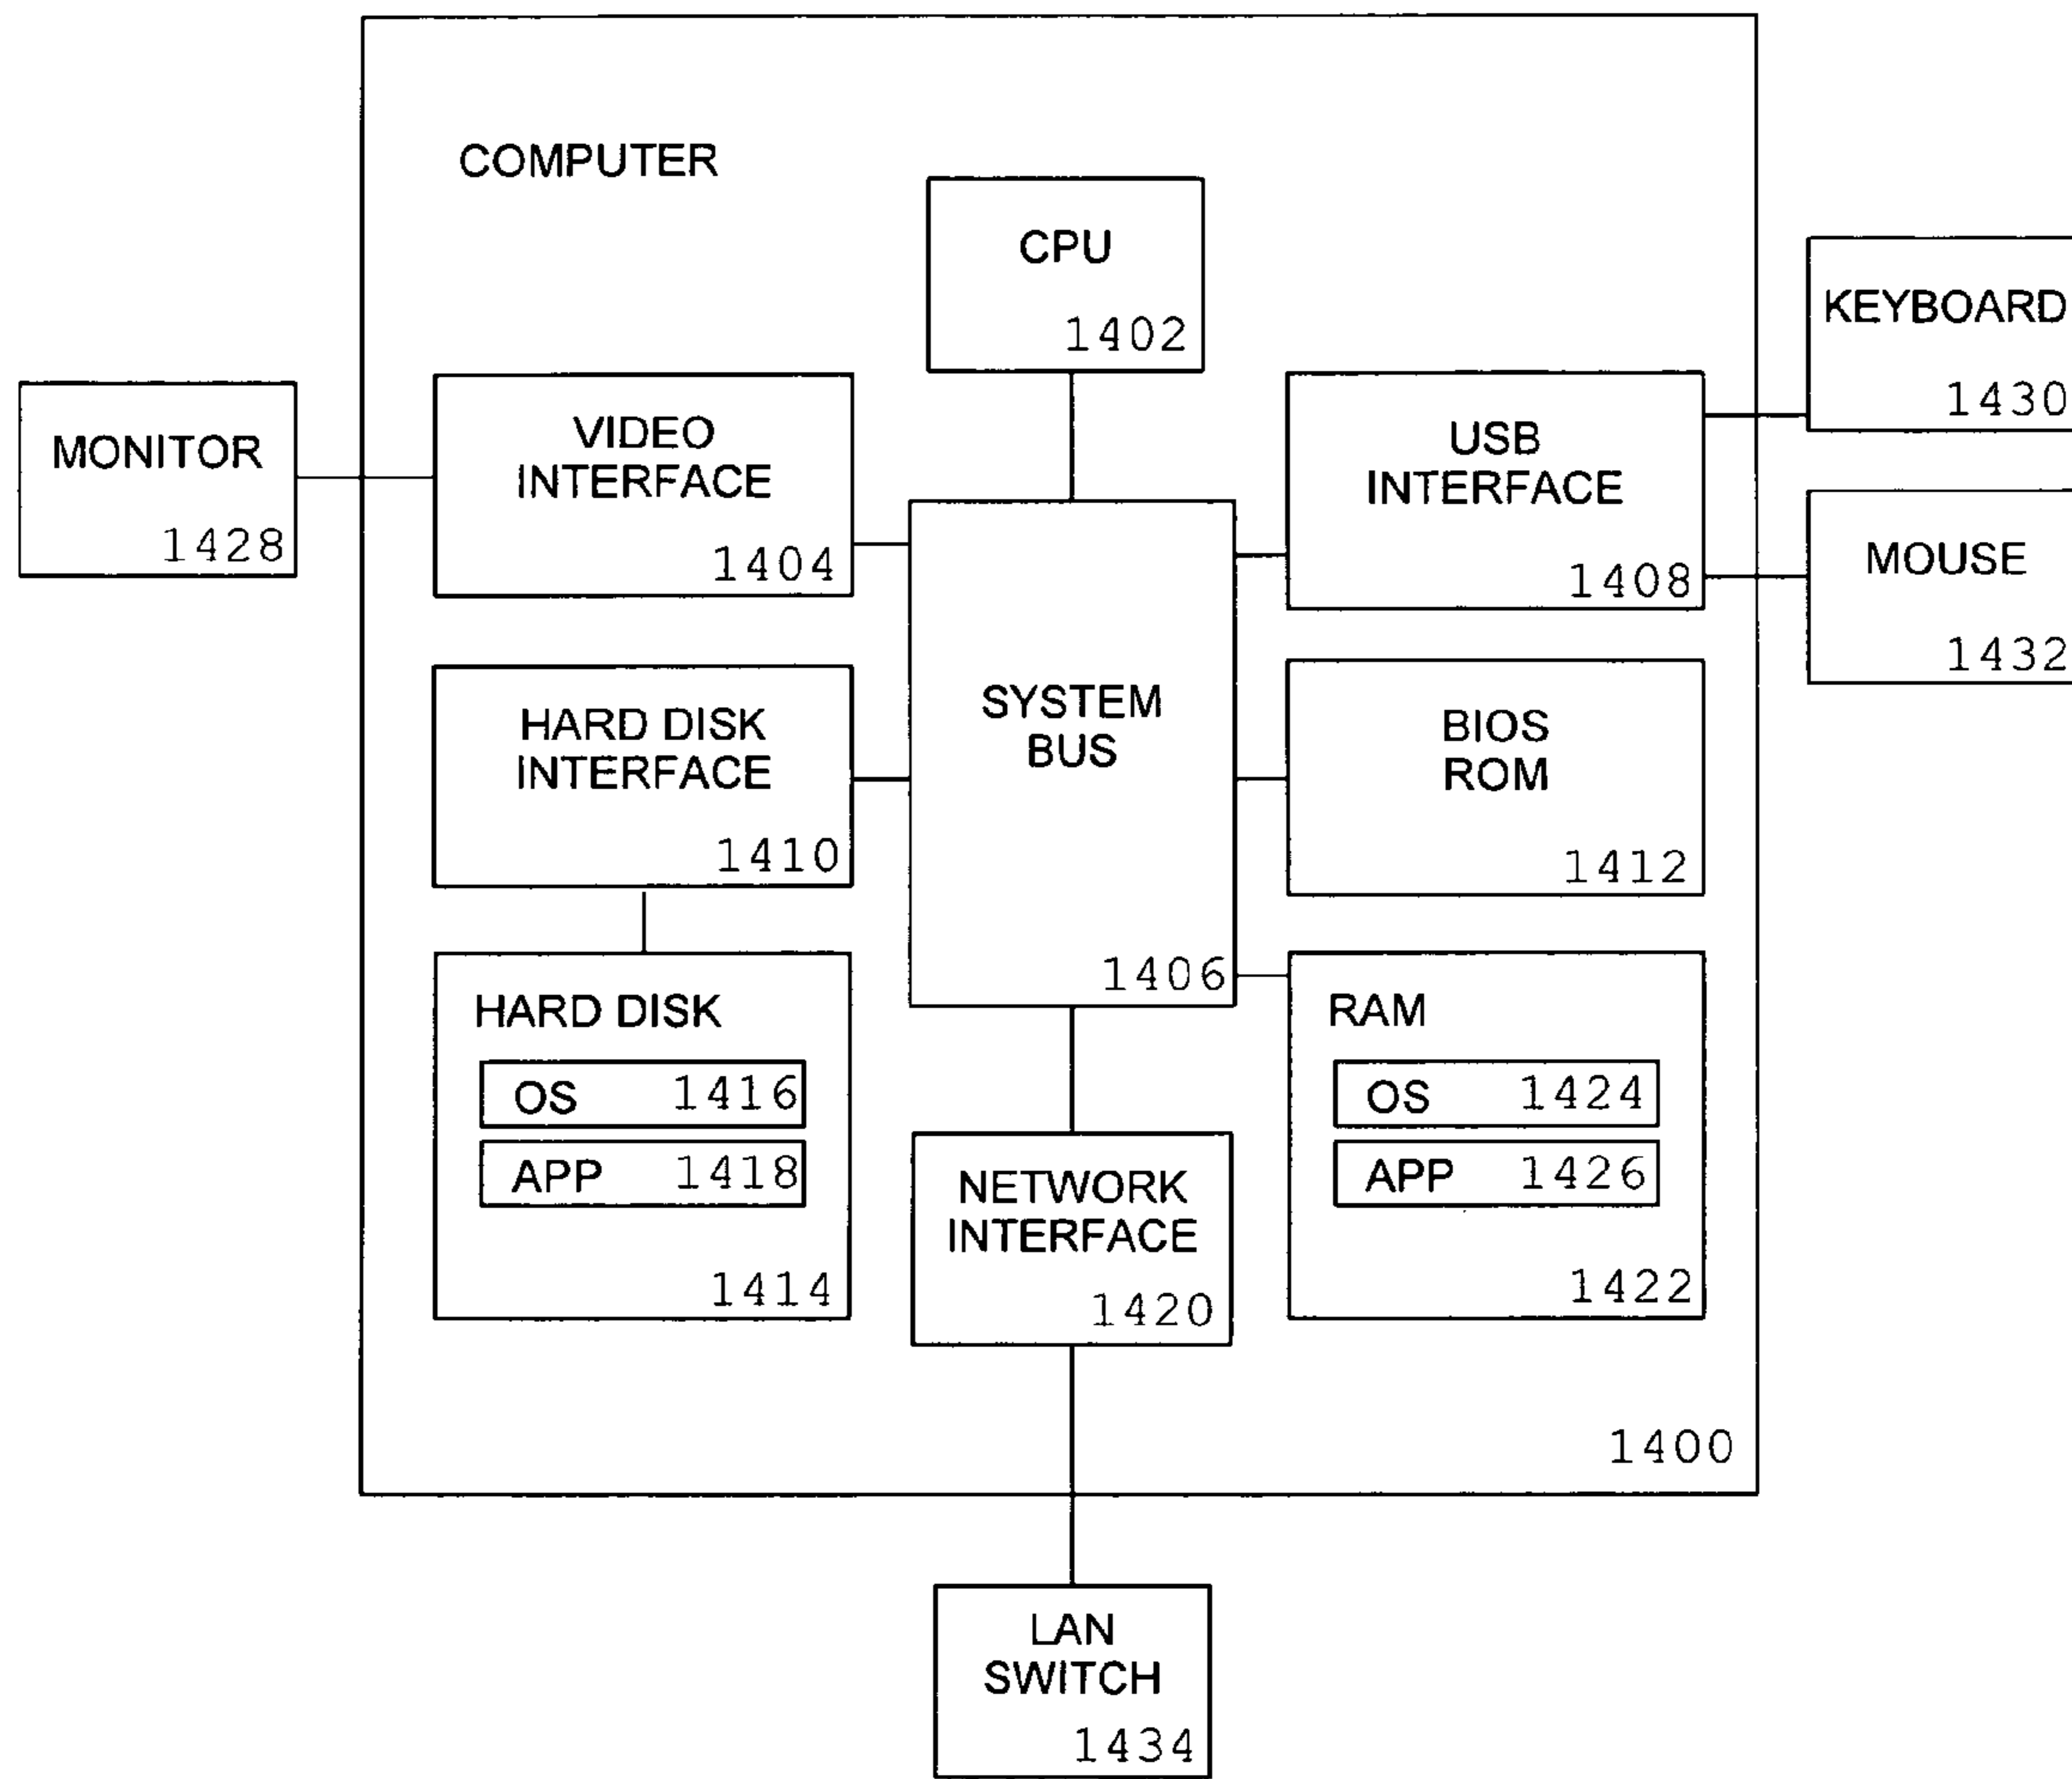 COMPUTER
CPU
1402
MONITOR
1428
VIDEO
INTERFACE
1404
USB
INTERFACE
1408
KEYBOARD
1430
MOUSE
1432
HARD DISK
INTERFACE
1410
SYSTEM
BUS
1406
BIOS
ROM
1412
HARD DISK
OS 1416
APP 1418
1414
NETWORK
INTERFACE
1420
RAM
OS 1424
APP 1426
1422
1400
LAN
SWITCH
1434